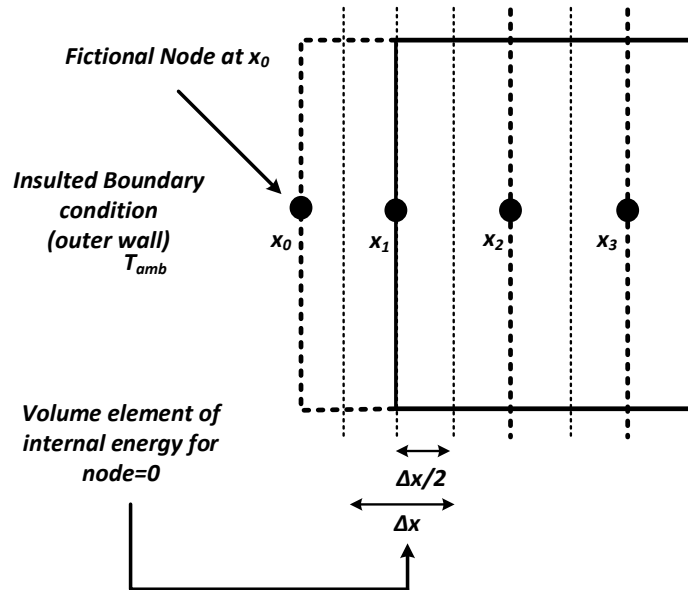 Fictional Node at x0
Insulted Boundary
condition
(outer wall)
Tamb
x0
x1
x2
x3
Volume element of
internal energy for
node=0
Δx/2
Δx